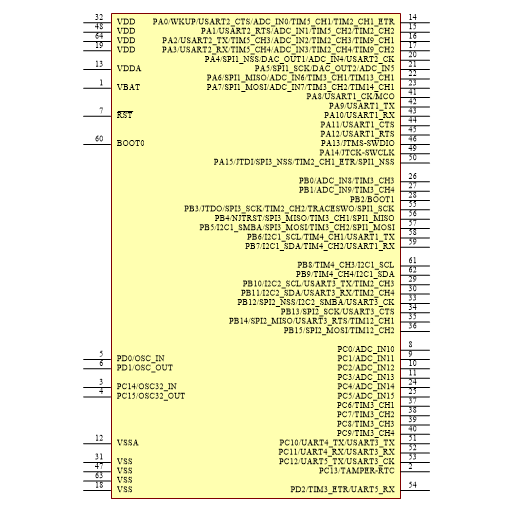 32 VDD PA0/WKUP/USART2_CTS/ADC_IN0/TIM5_CH1/TIM2_CH1_ETR 14
48 VDD PA1/USART2_RTS/ADC_IN1/TIM5_CH2/TIM2_CH2 15
64 VDD PA2/USART2_TX/TIM5_CH3/ADC_IN2/TIM2_CH3/TIM9_CH1 16
19 VDD PA3/USART2_RX/TIM5_CH4/ADC_IN3/TIM2_CH4/TIM9_CH2 17
PA4/SPI1_NSS/DAC_OUT1/ADC_IN4/USART2_CK 20
13 VDDA PA5/SPI1_SCK/DAC_OUT2/ADC_IN5 21
PA6/SPI1_MISO/ADC_IN6/TIM3_CH1/TIM13_CH1 22
1 VBAT PA7/SPI1_MOSI/ADC_IN7/TIM3_CH2/TIM14_CH1 23
PA8/USART1_CK/MCO 41
PA9/USART1_TX 42
7 RST PA10/USART1_RX 43
PA11/USART1_CTS 44
PA12/USART1_RTS 45
60 BOOT0 PA13/JTMS-SWDIO 46
PA14/JTCK-SWCLK 49
PA15/JTDI/SPI3_NSS/TIM2_CH1_ETR/SPI1_NSS 50
PB0/ADC_IN8/TIM3_CH3 26
PB1/ADC_IN9/TIM3_CH4 27
PB2/BOOT1 28
PB3/JTDO/SPI3_SCK/TIM2_CH2/TRACESWO/SPI1_SCK 55
PB4/NJTRST/SPI3_MISO/TIM3_CH1/SPI1_MISO 56
PB5/I2C1_SMBA/SPI3_MOSI/TIM3_CH2/SPI1_MOSI 57
PB6/I2C1_SCL/TIM4_CH1/USART1_TX 58
PB7/I2C1_SDA/TIM4_CH2/USART1_RX 59
PB8/TIM4_CH3/I2C1_SCL 61
PB9/TIM4_CH4/I2C1_SDA 62
PB10/I2C2_SCL/USART3_TX/TIM2_CH3 29
PB11/I2C2_SDA/USART3_RX/TIM2_CH4 30
PB12/SPI2_NSS/I2C2_SMBA/USART3_CK 33
PB13/SPI2_SCK/USART3_CTS 34
PB14/SPI2_MISO/USART3_RTS/TIM12_CH1 35
PB15/SPI2_MOSI/TIM12_CH2 36
PC0/ADC_IN10 8
5 PD0/OSC_IN PC1/ADC_IN11 9
6 PD1/OSC_OUT PC2/ADC_IN12 10
PC3/ADC_IN13 11
3 PC14/OSC32_IN PC4/ADC_IN14 24
4 PC15/OSC32_OUT PC5/ADC_IN15 25
PC6/TIM3_CH1 37
PC7/TIM3_CH2 38
PC8/TIM3_CH3 39
PC9/TIM3_CH4 40
12 VSSA PC10/UART4_TX/USART3_TX 51
PC11/UART4_RX/USART3_RX 52
31 VSS PC12/UART5_TX/USART3_CK 53
47 VSS PC13/TAMPER-RTC 2
63 VSS
18 VSS PD2/TIM3_ETR/UART5_RX 54